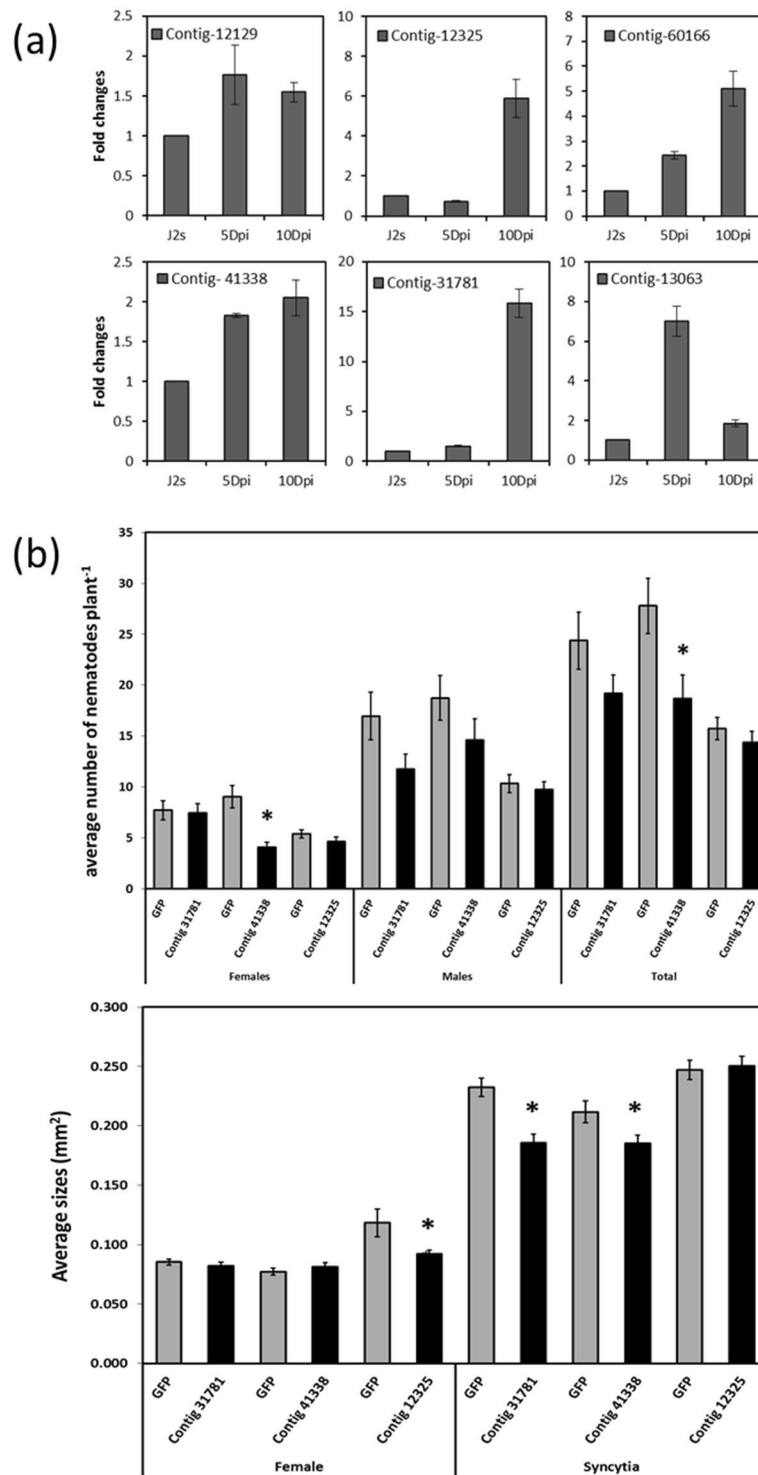 (a)
Contig-12129
Contig-12325
Contig-60166
Fold changes
2.5
2
1.5
1
0.5
0
J2s 5Dpi 10Dpi
10
8
6
4
2
0
J2s 5Dpi 10Dpi
8
7
6
5
4
3
2
1
0
J2s 5Dpi 10Dpi
Contig- 41338
Contig-31781
Contig-13063
Fold changes
2.5
2
1.5
1
0.5
0
J2s 5Dpi 10Dpi
20
15
10
5
0
J2s 5Dpi 10Dpi
10
8
6
4
2
0
J2s 5Dpi 10Dpi
(b)
average number of nematodes plant-1
35
30
25
20
15
10
5
0
*
*
GFP
Contig 31781
GFP
Contig 41338
GFP
Contig 12325
GFP
Contig 31781
GFP
Contig 41338
GFP
Contig 12325
GFP
Contig 31781
GFP
Contig 41338
GFP
Contig 12325
Females Males Total
Average sizes (mm²)
0.300
0.250
0.200
0.150
0.100
0.050
0.000
*
*
*
GFP
Contig 31781
GFP
Contig 41338
GFP
Contig 12325
GFP
Contig 31781
GFP
Contig 41338
GFP
Contig 12325
Female Syncytia